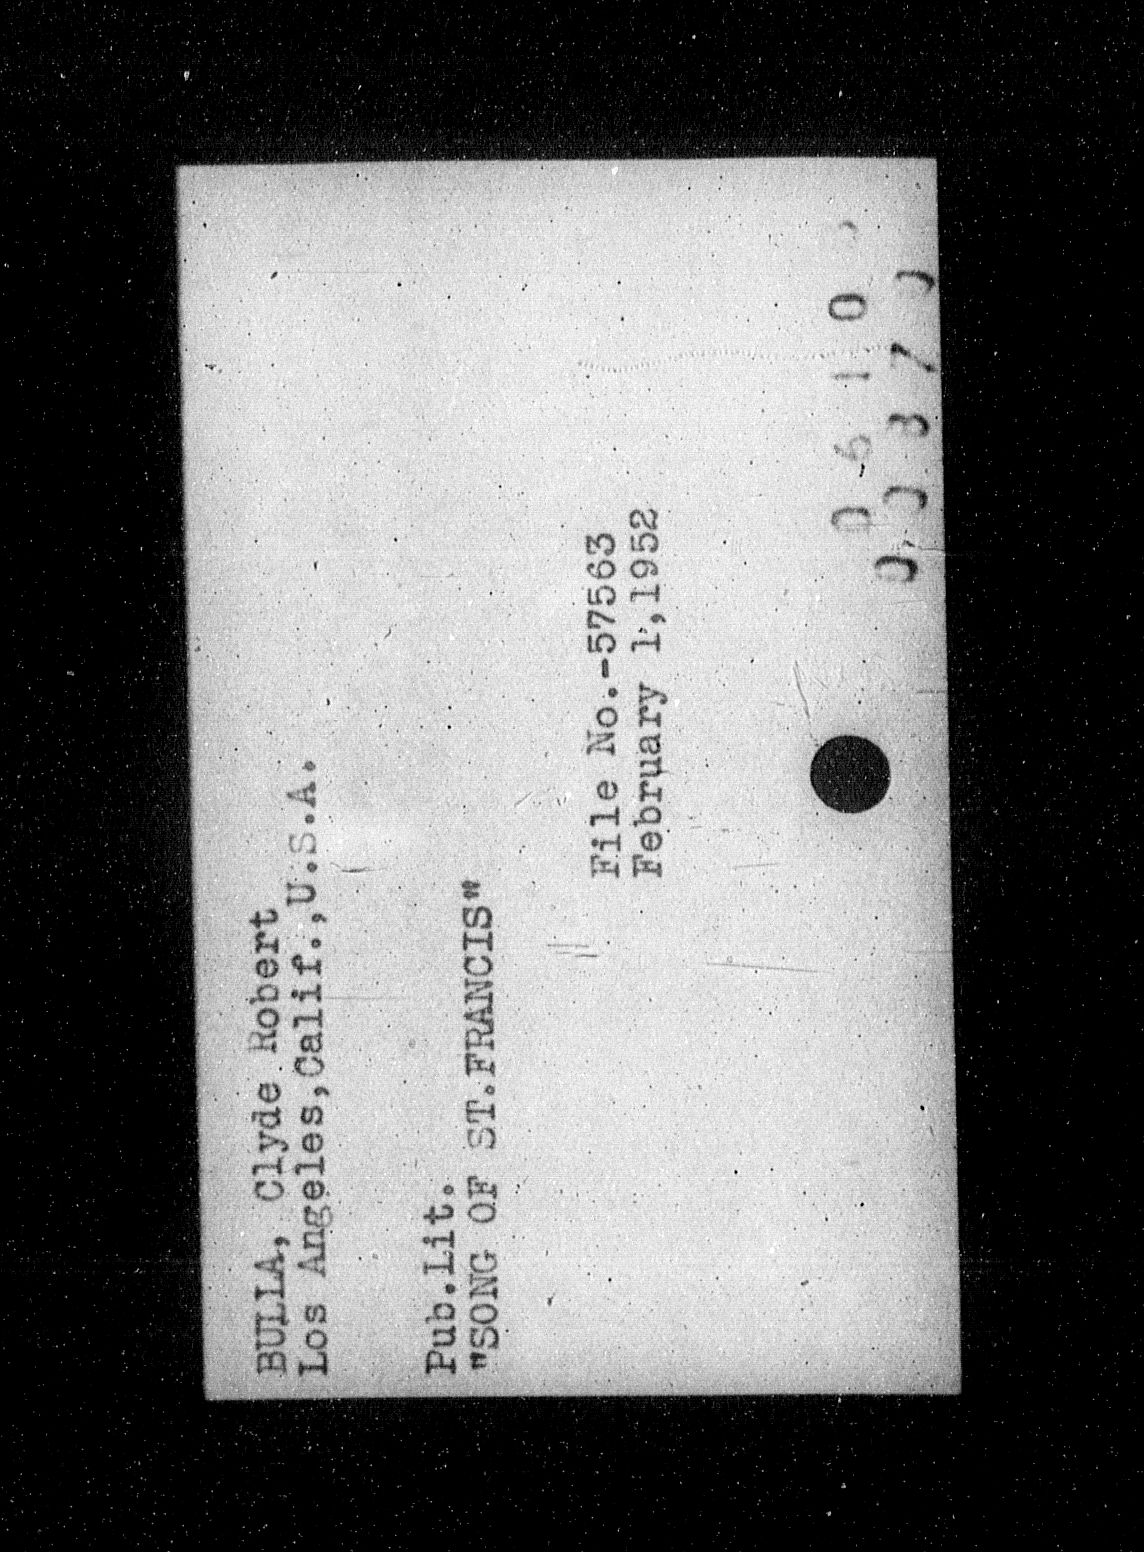 BULLA, Clyde Robert
Los Angeles,Calif.,U.S.A.
Pub.Lit.
"SONG OF ST.FRANCIS"
File No.-57563
February 1,1952